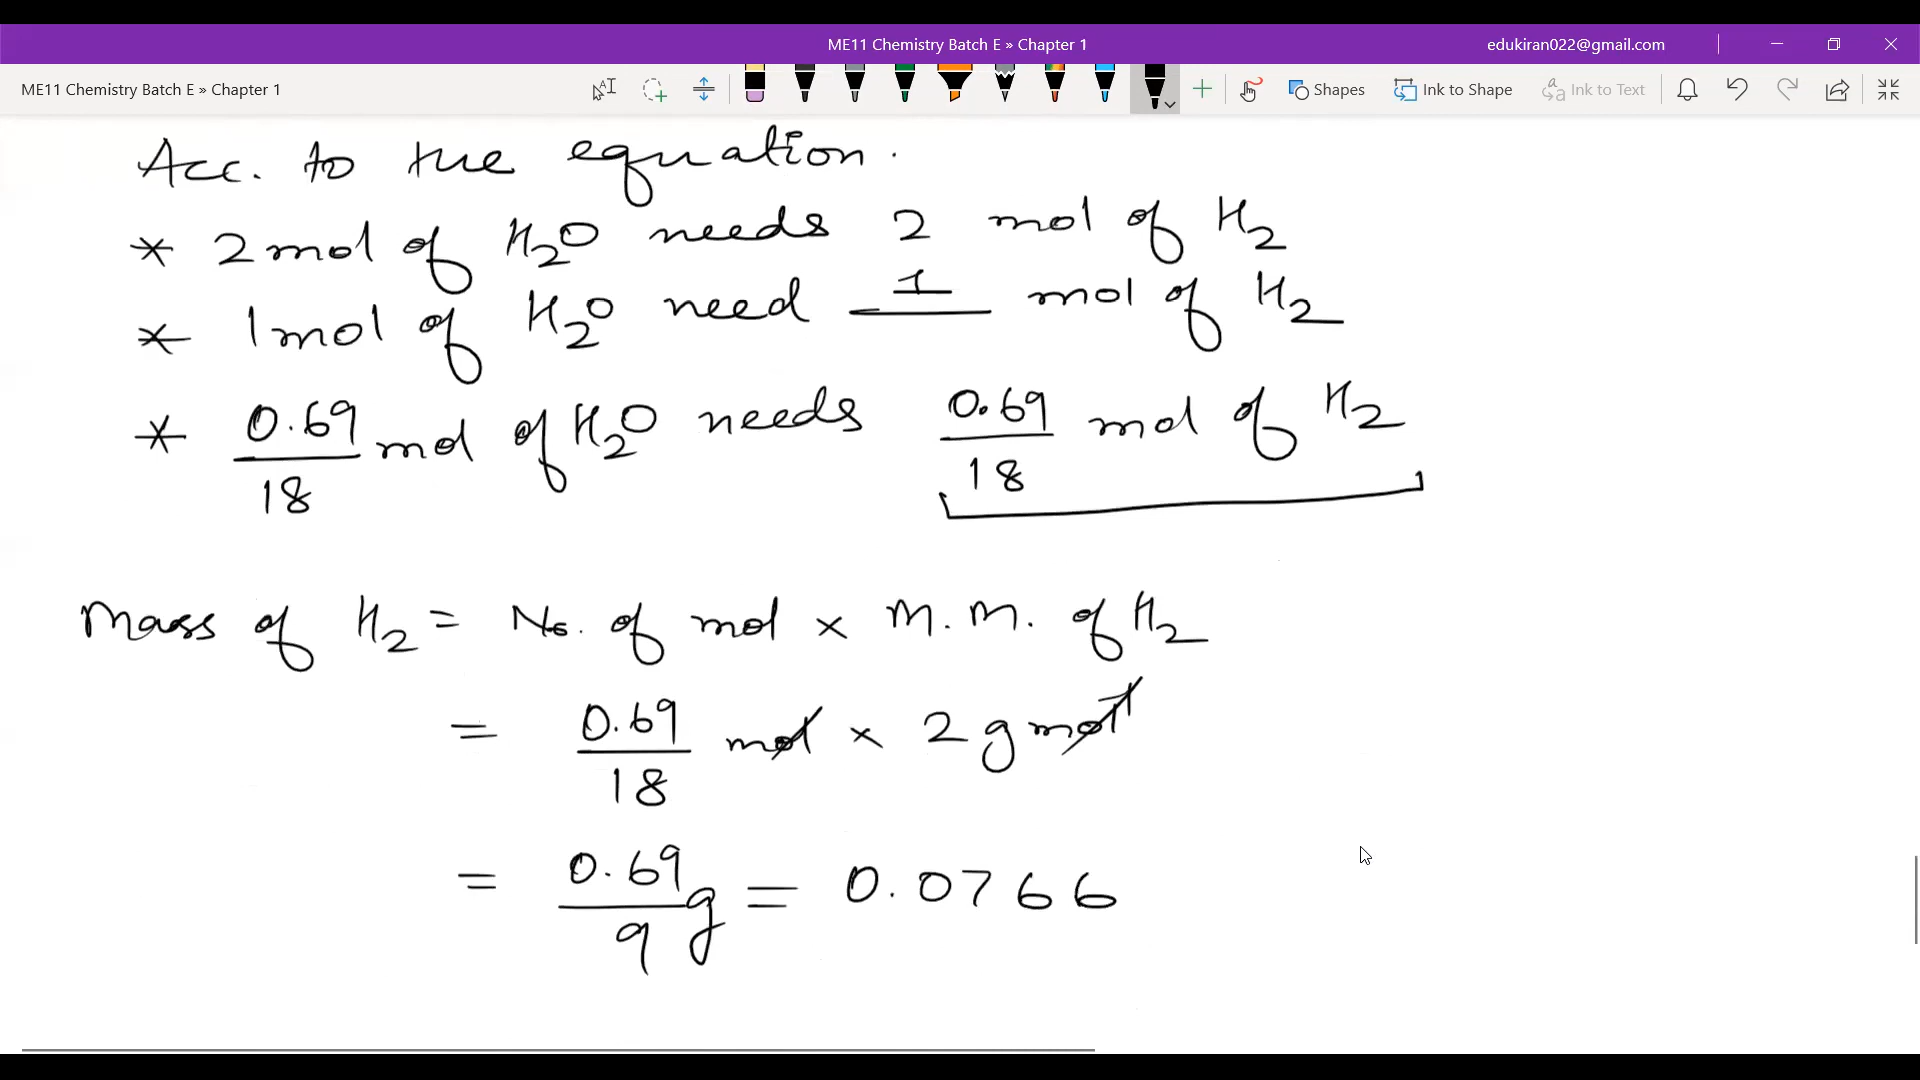 ME11 Chemistry Batch E » Chapter 1
edukiran022@gmail.com
ME11 Chemistry Batch E » Chapter 1
Shapes
Ink to Shape
Ink to Text
Acc. to the equation.
* 2 mol of H₂O needs 2 mol of H₂
* 1 mol of H₂O need 1 mol of H₂
* 0.69/18 mol of H₂O needs 0.69/18 mol of H₂
Mass of H₂ = No. of mol × M.M. of H₂
= 0.69/18 mol × 2 g mol⁻¹
= 0.69/9 g = 0.0766